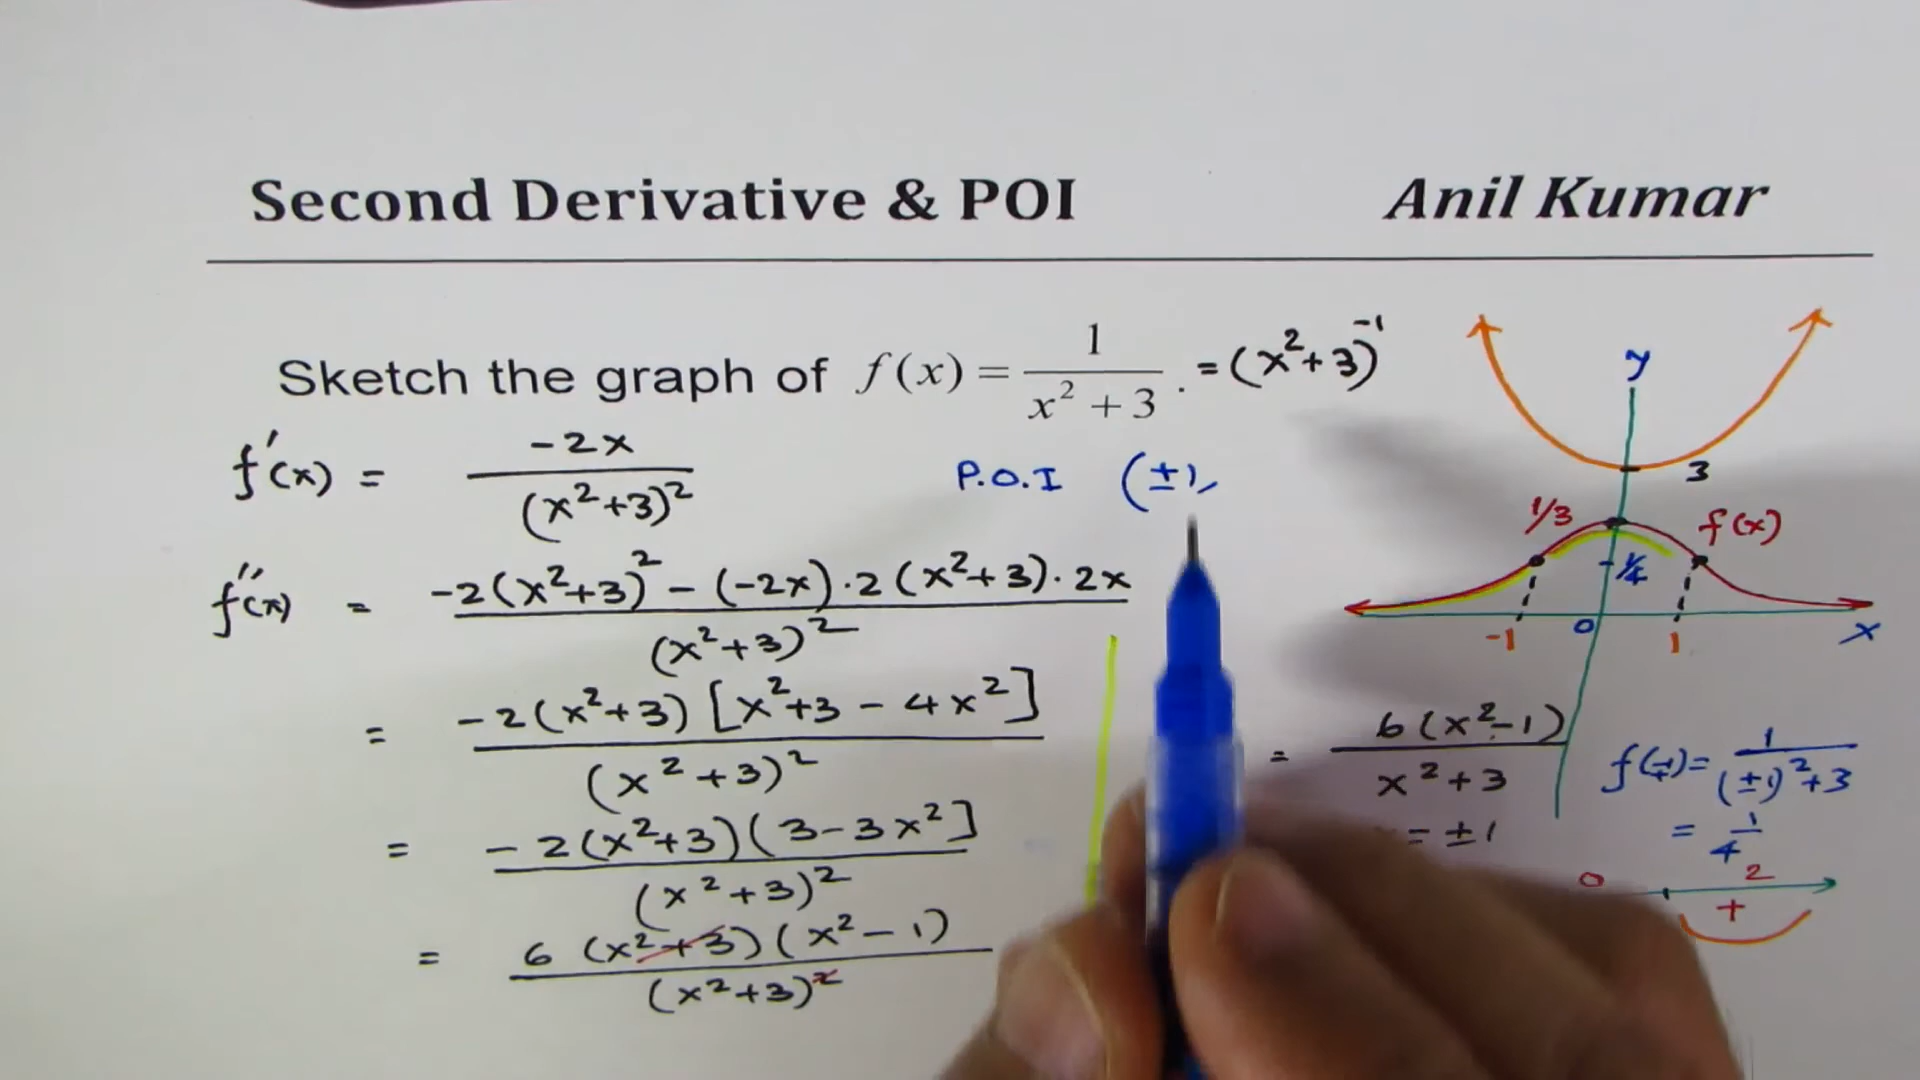 Second Derivative & POI Anil Kumar
Sketch the graph of f(x) = 1/(x² + 3). = (x²+3)⁻¹
f'(x) = -2x/(x²+3)²
P.O.I (±1,
f''(x) = (-2(x²+3)² - (-2x)·2(x²+3)·2x)/(x²+3)²
= -2(x²+3)[x²+3 - 4x²]/(x²+3)²
= -2(x²+3)(3-3x²]/(x²+3)²
= 6(x²+3)(x²-1)/(x²+3)²
y
3
1/3
f(x)
-1/4
-1 0 1 x
= 6(x²-1)/(x²+3)
= ±1
f(±1) = 1/((±1)²+3)
= 1/4
0 2
+